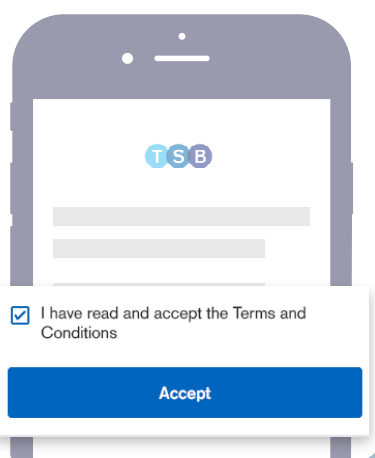 TSB
I have read and accept the Terms and
Conditions
Accept